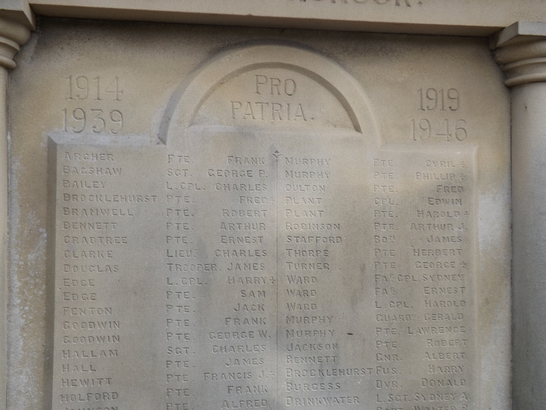 PRO
PATRIA.
1914
1939
1919
1946
ARCHER PTE. FRANK MURPHY PTE. CYRIL
BAGSHAW SGT. GEORGE P. MURPHY PTE. PHILLIP
BAILEY L.CPL. CHARLES OULTON PTE. FRED
BROCKLEHURST PTE. FRED PLANT CPL. EDWIN
BRAMWELL PTE. ROBERT PLANT PTE. HAROLD
BENNETT PTE. ARTHUR ROBINSON PTE. ARTHUR J.
CRABTREE PTE. ERNEST STAFFORD BOY JAMES
CLARKE LIEU. CHARLES THORPE PTE. HERBERT
DOUGLAS TROOPER JAMES TURNER PTE. GEORGE
EDGE L.CPL. HARRY WARD CPL. SYDNEY
EDGE PTE. SAM WARD ERNEST
FENTON PTE. JACK WARD L.CPL. HAROLD
GOODWIN PTE. FRANK MURPHY GUARD. GERALD
GOODWIN PTE. GEORGE W. MURPHY PTE. LAWRENCE
HALLAM SGT. CHARLES JACKSON PTE. ROBERT
HALL PTE. JAMES BENNETT GNR. ALBERT
HEWITT PTE. FRANCIS J. BROCKLEHURST FUS. HARRY
HOLFORD PTE. FRANK BURGESS DVR. DONALD
PTE. ALFRED DRINKWATER L.SGT. SYDNEY A